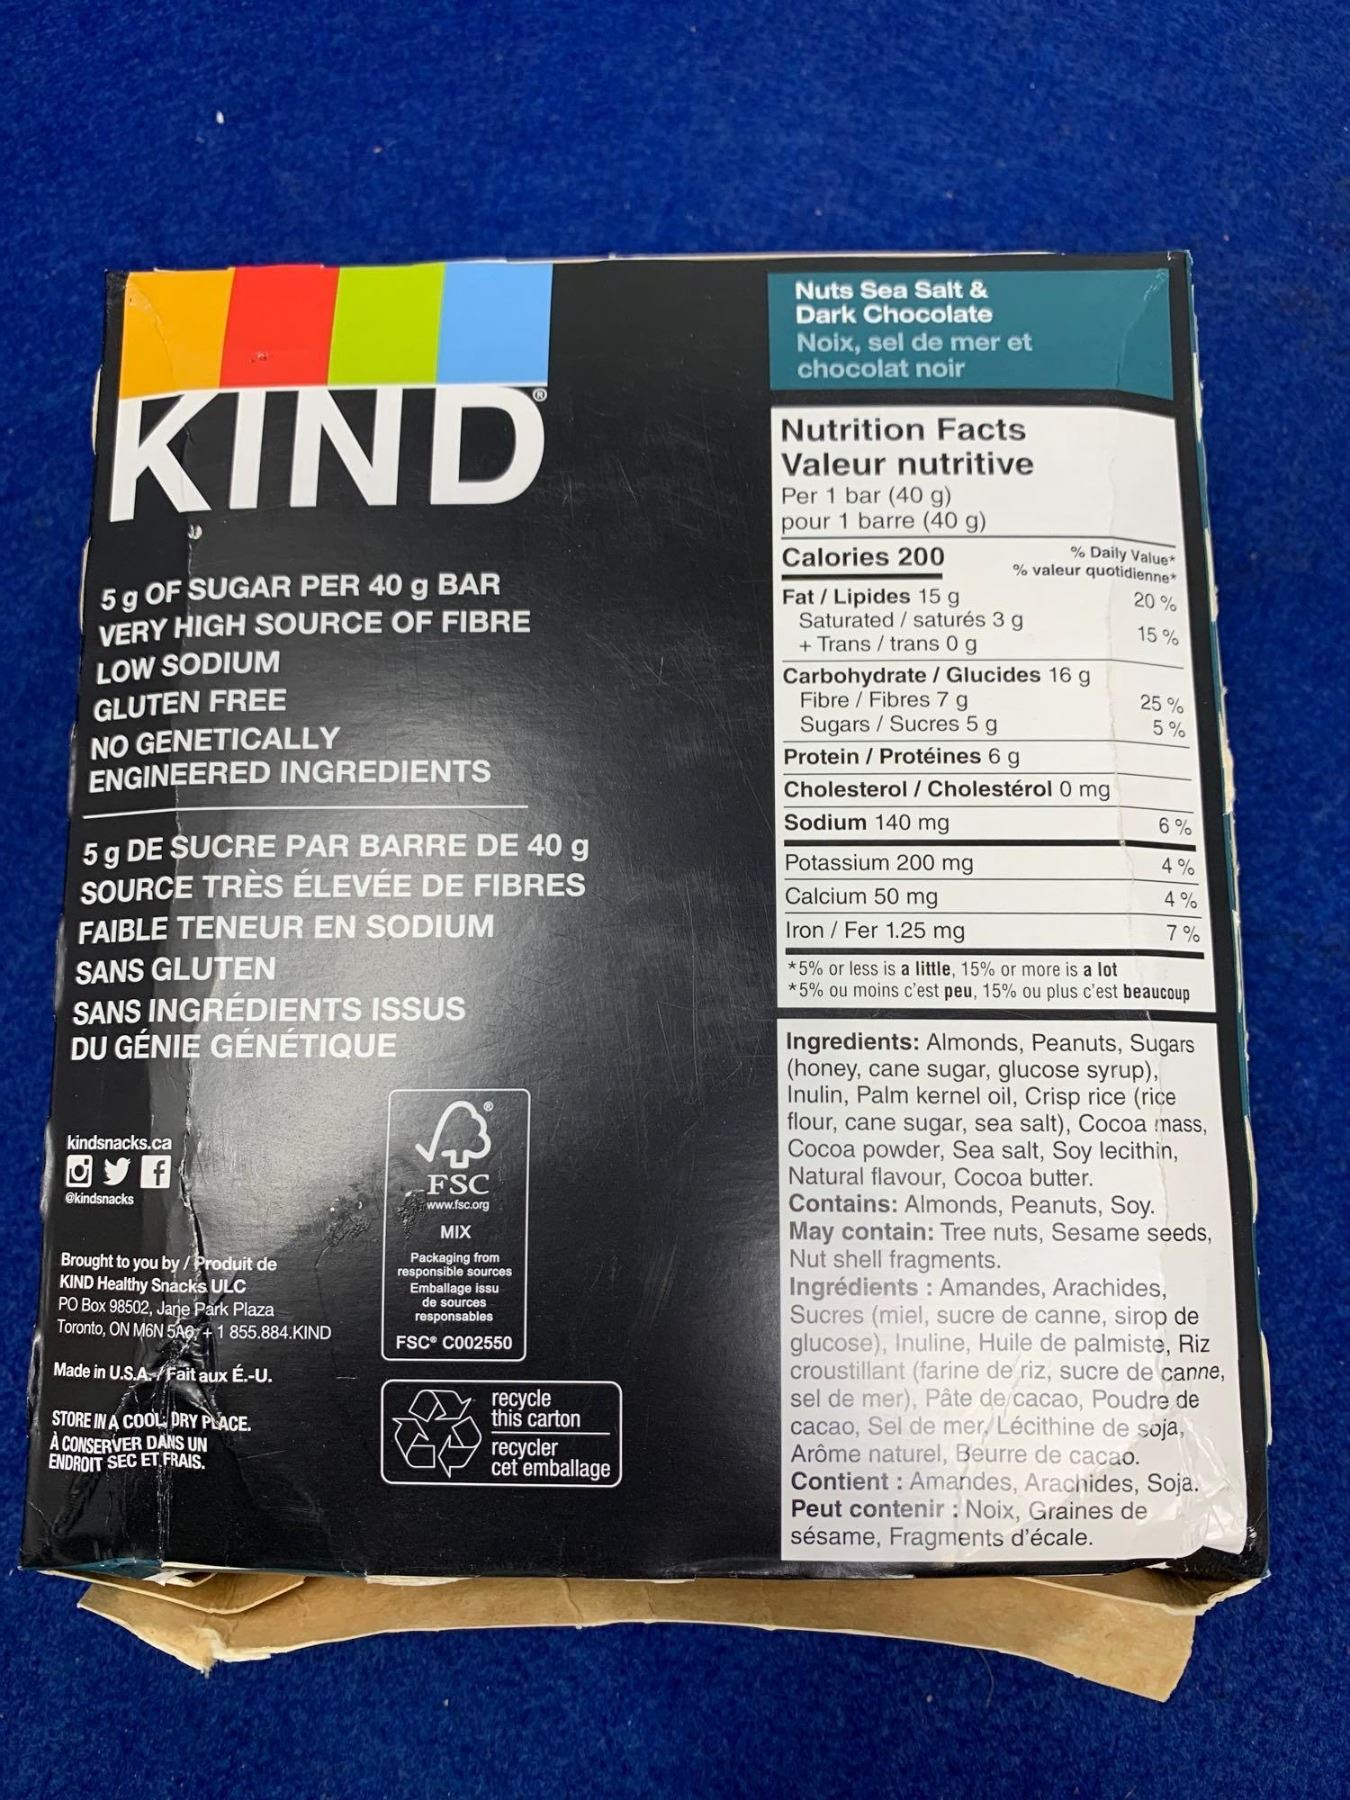 KIND®
5 g OF SUGAR PER 40 g BAR
VERY HIGH SOURCE OF FIBRE
LOW SODIUM
GLUTEN FREE
NO GENETICALLY
ENGINEERED INGREDIENTS
5 g DE SUCRE PAR BARRE DE 40 g
SOURCE TRÈS ÉLEVÉE DE FIBRES
FAIBLE TENEUR EN SODIUM
SANS GLUTEN
SANS INGRÉDIENTS ISSUS
DU GÉNIE GÉNÉTIQUE
kindsnacks.ca
@kindsnacks
Brought to you by / Produit de
KIND Healthy Snacks ULC
PO Box 98502, Jane Park Plaza
Toronto, ON M6N 5A6, + 1 855.884.KIND
Made in U.S.A. / Fait aux É.-U.
STORE IN A COOL, DRY PLACE.
À CONSERVER DANS UN
ENDROIT SEC ET FRAIS.
®
FSC
www.fsc.org
MIX
Packaging from
responsible sources
Emballage issu
de sources
responsables
FSC® C002550
recycle
this carton
recycler
cet emballage
Nuts Sea Salt &
Dark Chocolate
Noix, sel de mer et
chocolat noir
Nutrition Facts
Valeur nutritive
Per 1 bar (40 g)
pour 1 barre (40 g)
Calories 200 % Daily Value*
% valeur quotidienne*
Fat / Lipides 15 g 20 %
Saturated / saturés 3 g
+ Trans / trans 0 g 15 %
Carbohydrate / Glucides 16 g
Fibre / Fibres 7 g 25 %
Sugars / Sucres 5 g 5 %
Protein / Protéines 6 g
Cholesterol / Cholestérol 0 mg
Sodium 140 mg 6 %
Potassium 200 mg 4 %
Calcium 50 mg 4 %
Iron / Fer 1.25 mg 7 %
*5% or less is a little, 15% or more is a lot
*5% ou moins c'est peu, 15% ou plus c'est beaucoup
Ingredients: Almonds, Peanuts, Sugars
(honey, cane sugar, glucose syrup),
Inulin, Palm kernel oil, Crisp rice (rice
flour, cane sugar, sea salt), Cocoa mass,
Cocoa powder, Sea salt, Soy lecithin,
Natural flavour, Cocoa butter.
Contains: Almonds, Peanuts, Soy.
May contain: Tree nuts, Sesame seeds,
Nut shell fragments.
Ingrédients : Amandes, Arachides,
Sucres (miel, sucre de canne, sirop de
glucose), Inuline, Huile de palmiste, Riz
croustillant (farine de riz, sucre de canne,
sel de mer), Pâte de cacao, Poudre de
cacao, Sel de mer, Lécithine de soja,
Arôme naturel, Beurre de cacao.
Contient : Amandes, Arachides, Soja.
Peut contenir : Noix, Graines de
sésame, Fragments d'écale.